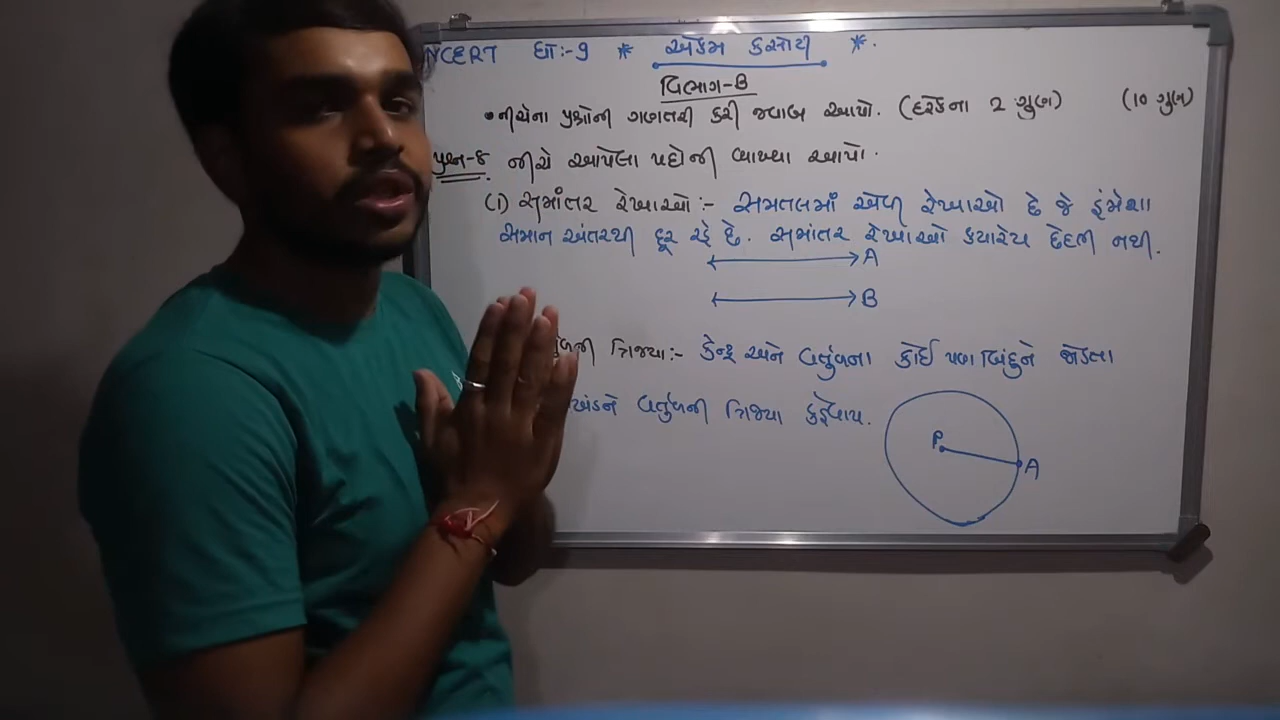 NCERT ધો:-9 * એકમ કસોટી *.
વિભાગ-B
•નીચેના પ્રશ્નોની ગણતરી કરી જવાબ આપો. (દરેકના 2 ગુણ) (10 ગુણ)
પ્રશ્ન-8. નીચે આપેલા પદોની વ્યાખ્યા આપો.
(1) સમાંતર રેખાઓ:- સમતલમાં એવી રેખાઓ છે જે હંમેશા
સમાન અંતરથી દૂર રહે છે. સમાંતર રેખાઓ ક્યારેય છેદતી નથી.
A
B
ત્રિજ્યા:- કેન્દ્ર અને વર્તુળના કોઈ પણ બિંદુને જોડતા
વર્તુળની ત્રિજ્યા કહેવાય.
P
A